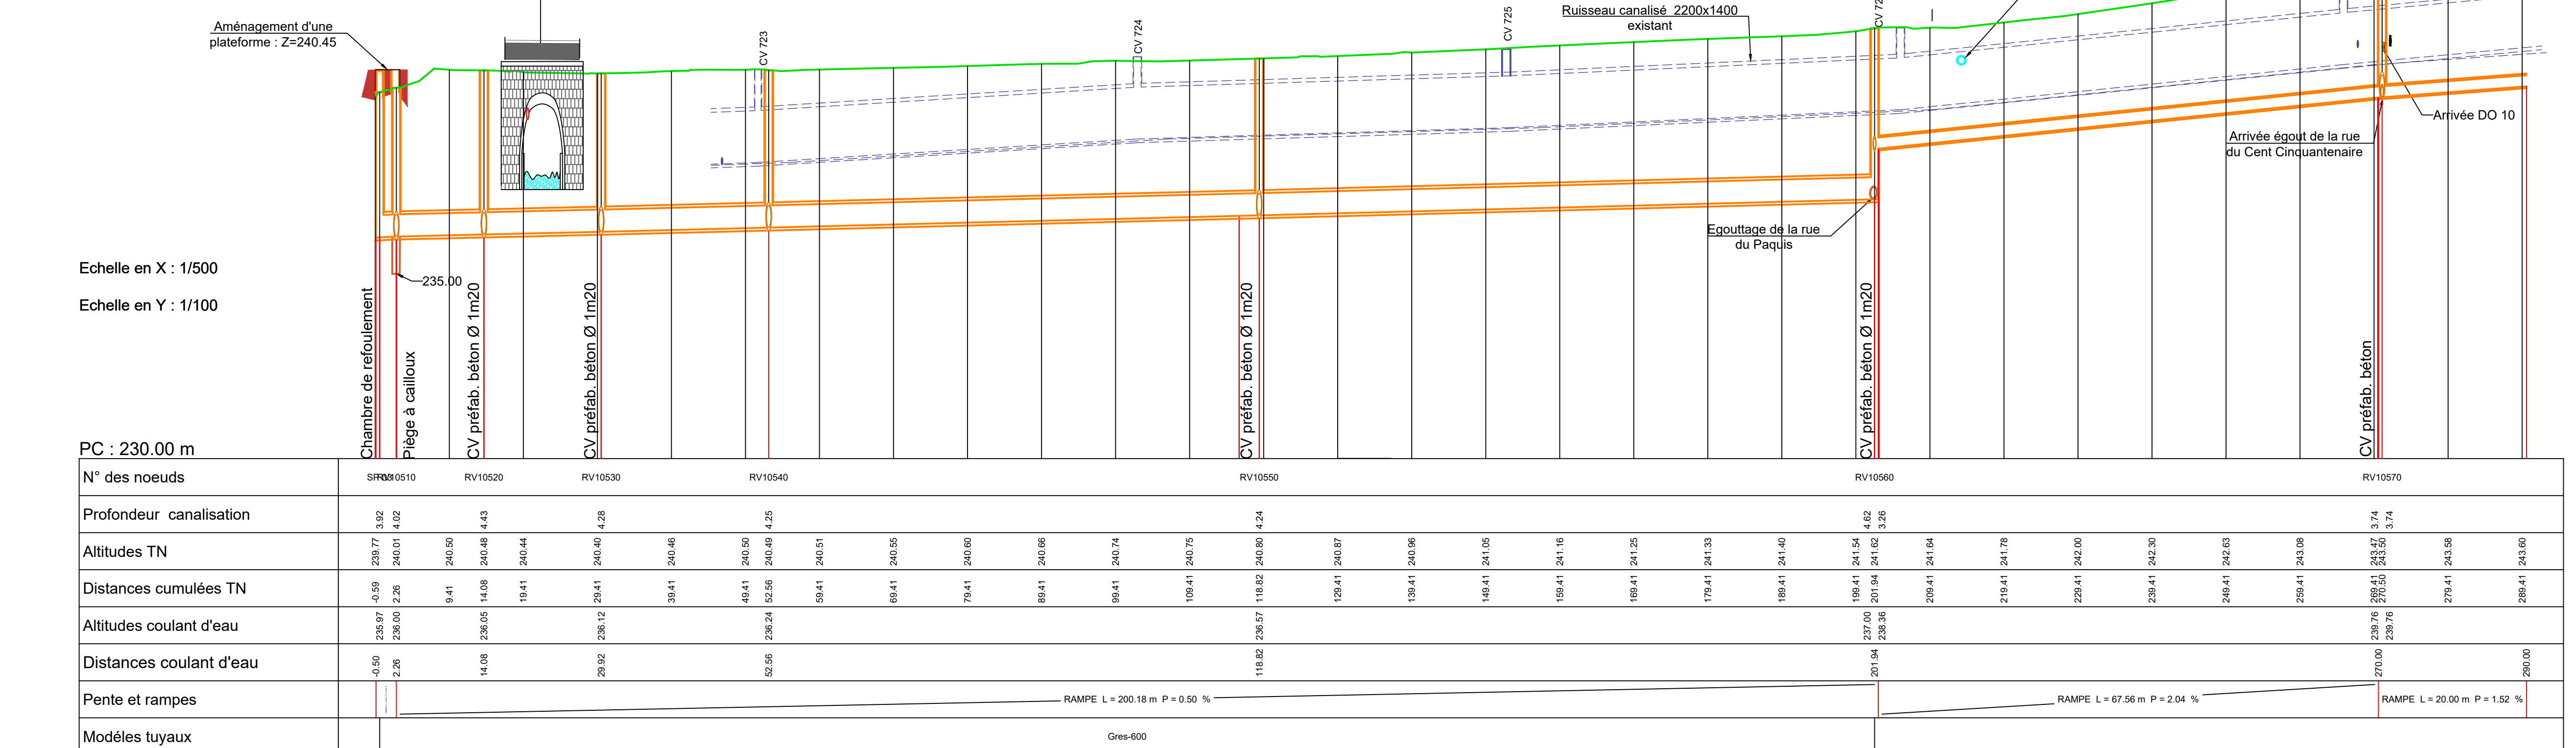 Aménagement d'une
plateforme : Z=240.45
CV 723
CV 724
CV 725
Ruisseau canalisé 2200x1400
existant
Arrivée DO 10
Arrivée égout de la rue
du Cent Cinquantenaire
Egouttage de la rue
du Paquis
235.00
Echelle en X : 1/500
Echelle en Y : 1/100
Chambre de refoulement
Piège à cailloux
CV préfab. béton Ø 1m20
CV préfab. béton Ø 1m20
CV préfab. béton Ø 1m20
CV préfab. béton Ø 1m20
CV préfab. béton
PC : 230.00 m
N° des noeuds RV10510 RV10520 RV10530 RV10540 RV10550 RV10560 RV10570
Profondeur canalisation 3.92 4.02 4.43 4.28 4.25 4.24 4.62 3.26 3.74 3.74
Altitudes TN 239.77 240.01 240.50 240.48 240.44 240.40 240.46 240.50 240.49 240.51 240.55 240.60 240.66 240.74 240.75 240.80 240.87 240.96 241.05 241.16 241.25 241.33 241.40 241.54 241.62 241.64 241.78 242.00 242.30 242.63 243.08 243.47 243.50 243.58 243.60
Distances cumulées TN -0.59 2.26 9.41 14.08 19.41 29.41 39.41 49.41 52.56 59.41 69.41 79.41 89.41 99.41 109.41 118.82 129.41 139.41 149.41 159.41 169.41 179.41 189.41 199.41 201.94 209.41 219.41 229.41 239.41 249.41 259.41 269.41 270.50 279.41 289.41
Altitudes coulant d'eau 235.97 236.00 236.05 236.12 236.24 236.57 237.00 238.36 239.76 239.76
Distances coulant d'eau -0.50 2.26 14.08 29.92 52.56 118.82 201.94 270.00 290.00
Pente et rampes RAMPE L = 200.18 m P = 0.50 % RAMPE L = 67.56 m P = 2.04 % RAMPE L = 20.00 m P = 1.52 %
Modéles tuyaux Gres-600